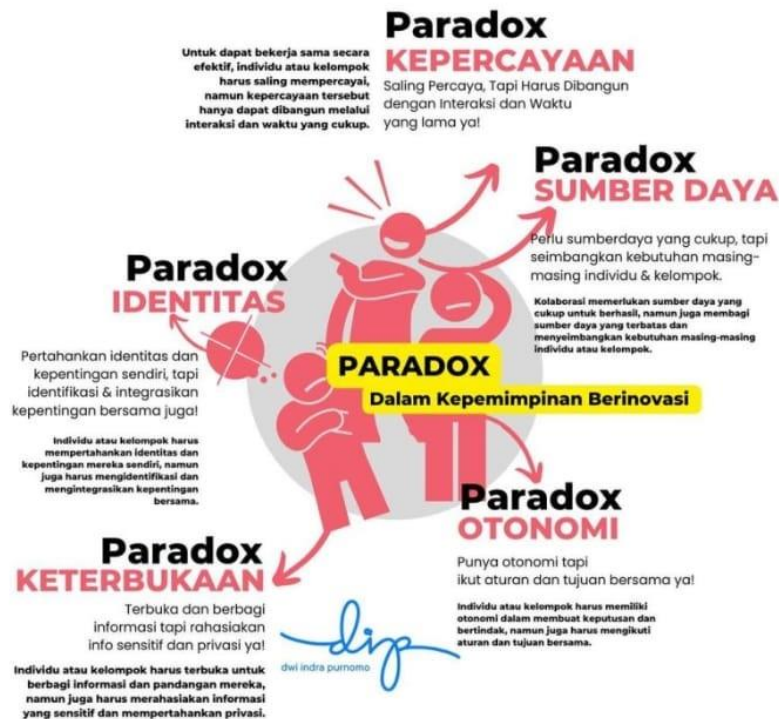 Paradox
KEPERCAYAAN
Saling Percaya, Tapi Harus Dibangun
dengan Interaksi dan Waktu
yang lama ya!
Untuk dapat bekerja sama secara
efektif, individu atau kelompok
harus saling mempercayai,
namun kepercayaan tersebut
hanya dapat dibangun melalui
interaksi dan waktu yang cukup.
Paradox
SUMBER DAYA
Perlu sumberdaya yang cukup, tapi
seimbangkan kebutuhan masing-
masing individu & kelompok.
Kolaborasi memerlukan sumber daya yang
cukup untuk berhasil, namun juga membagi
sumber daya yang terbatas dan
menyeimbangkan kebutuhan masing-masing
individu atau kelompok.
Paradox
IDENTITAS
Pertahankan identitas dan
kepentingan sendiri, tapi
identifikasi & integrasikan
kepentingan bersama juga!
Individu atau kelompok harus
mempertahankan identitas dan
kepentingan mereka sendiri, namun
juga harus mengidentifikasi dan
mengintegrasikan kepentingan
bersama.
PARADOX
Dalam Kepemimpinan Berinovasi
Paradox
OTONOMI
Punya otonomi tapi
ikut aturan dan tujuan bersama ya!
Individu atau kelompok harus memiliki
otonomi dalam membuat keputusan dan
bertindak, namun juga harus mengikuti
aturan dan tujuan bersama.
Paradox
KETERBUKAAN
Terbuka dan berbagi
informasi tapi rahasiakan
info sensitif dan privasi ya!
Individu atau kelompok harus terbuka untuk
berbagi informasi dan pandangan mereka,
namun juga harus merahasiakan informasi
yang sensitif dan mempertahankan privasi.
dip
dwi indra purnomo